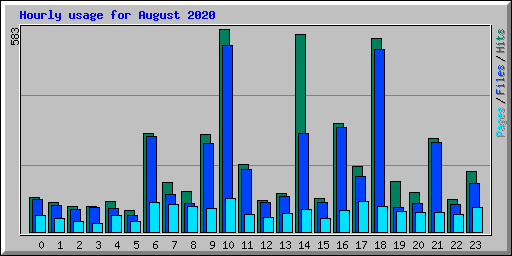 Hourly usage for August 2020
583
Pages / Files / Hits
0 1 2 3 4 5 6 7 8 9 10 11 12 13 14 15 16 17 18 19 20 21 22 23